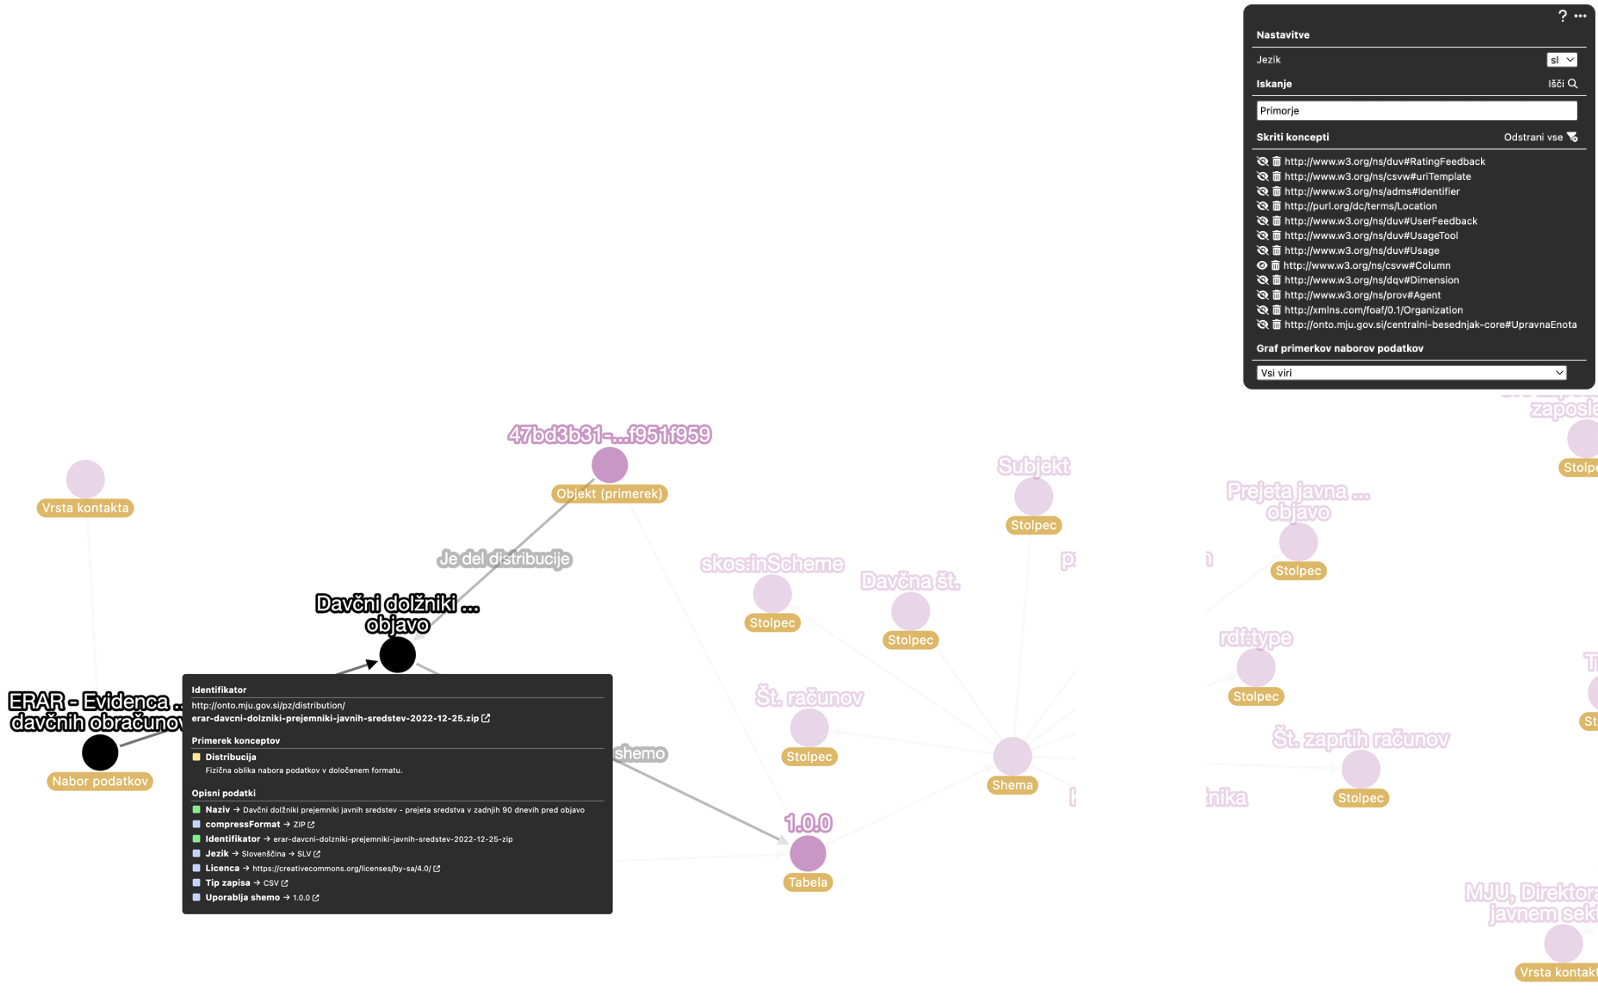 ?
Nastavitve
Jezik
sl
Iskanje
Išči
Primorje
Skriti koncepti
Odstrani vse
http://www.w3.org/ns/duv#RatingFeedback
http://www.w3.org/ns/csvw#uriTemplate
http://www.w3.org/ns/adms#Identifier
http://purl.org/dc/terms/Location
http://www.w3.org/ns/duv#UserFeedback
http://www.w3.org/ns/duv#UsageTool
http://www.w3.org/ns/duv#Usage
http://www.w3.org/ns/csvw#Column
http://www.w3.org/ns/dqv#Dimension
http://www.w3.org/ns/prov#Agent
http://xmlns.com/foaf/0.1/Organization
http://onto.mju.gov.si/centralni-besednjak-core#UpravnaEnota
Graf primerkov naborov podatkov
Vsi viri
zaposle
Stolpe
47bd3b31-...f951f959
Objekt (primerek)
Vrsta kontakta
Subjekt
Stolpec
Prejeta javna ...
objavo
Stolpec
Je del distribucije
skos:inScheme
Stolpec
Davčna št.
Stolpec
Davčni dolžniki ...
objavo
rdf:type
Stolpec
ERAR - Evidenca ...
davčnih obračunov
Nabor podatkov
Identifikator
http://onto.mju.gov.si/pz/distribution/
erar-davcni-dolzniki-prejemniki-javnih-sredstev-2022-12-25.zip
Primerek konceptov
Distribucija
Fizična oblika nabora podatkov v določenem formatu.
Opisni podatki
Naziv → Davčni dolžniki prejemniki javnih sredstev - prejeta sredstva v zadnjih 90 dnevih pred objavo
compressFormat → ZIP
Identifikator → erar-davcni-dolzniki-prejemniki-javnih-sredstev-2022-12-25-zip
Jezik → Slovenščina → SLV
Licenca → https://creativecommons.org/licenses/by-sa/4.0/
Tip zapisa → CSV
Uporablja shemo → 1.0.0
shemo
Št. računov
Stolpec
Shema
Št. zaprtih računov
Stolpec
žnika
1.0.0
Tabela
St
MJU, Direktora
javnem sekt
Vrsta kontakt